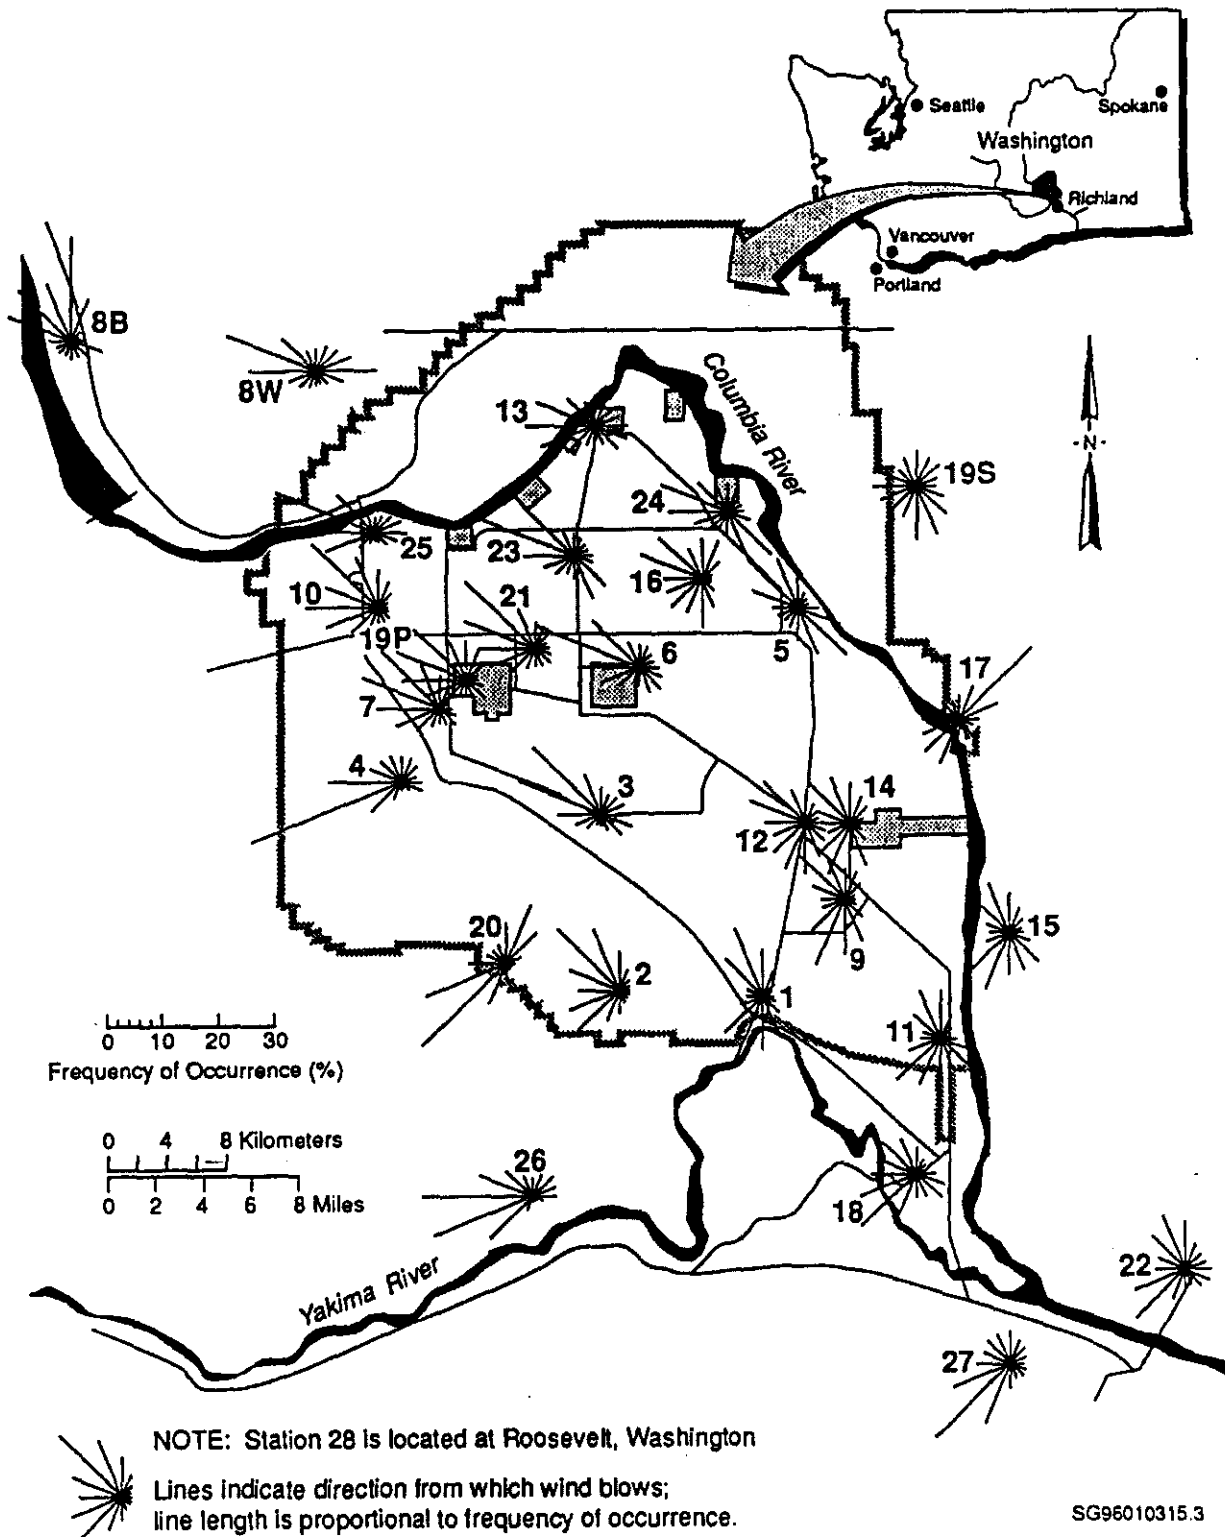 Seattle
Spokane
Washington
Richland
Vancouver
Portland
8B
8W
Columbia River
13
- N -
19S
24
25
23
16
10
21
19P
6
5
17
7
4
3
14
12
20
15
2
9
1
11
0 10 20 30
Frequency of Occurrence (%)
0 4 8 Kilometers
0 2 4 6 8 Miles
26
18
22
Yakima River
27
NOTE: Station 28 is located at Roosevelt, Washington
Lines indicate direction from which wind blows;
line length is proportional to frequency of occurrence.
SG96010315.3